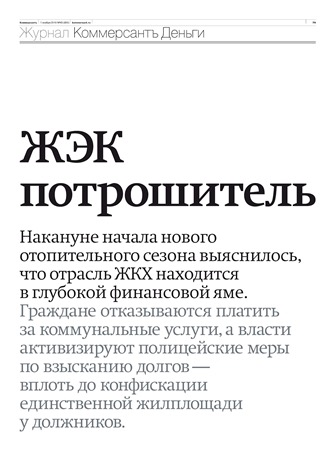 Журнал Коммерсантъ Деньги
ЖЭК
потрошитель
Накануне начала нового
отопительного сезона выяснилось,
что отрасль ЖКХ находится
в глубокой финансовой яме.
Граждане отказываются платить
за коммунальные услуги, а власти
активизируют полицейские меры
по взысканию долгов —
вплоть до конфискации
единственной жилплощади
у должников.